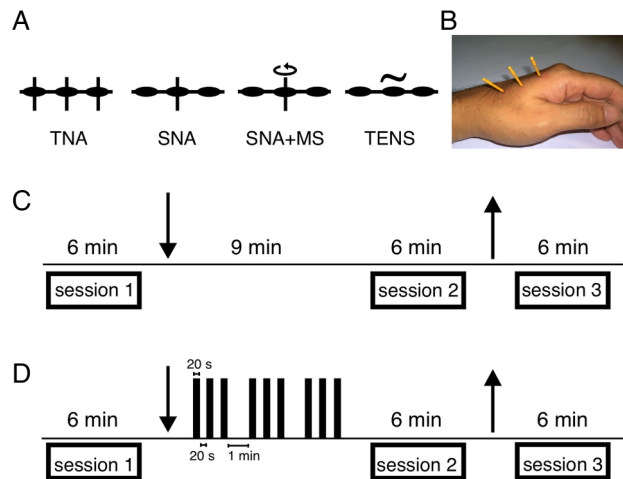 A
B
TNA SNA SNA+MS TENS
C
6 min 9 min 6 min 6 min
session 1 session 2 session 3
D
20 s
6 min 6 min 6 min
20 s 1 min
session 1 session 2 session 3